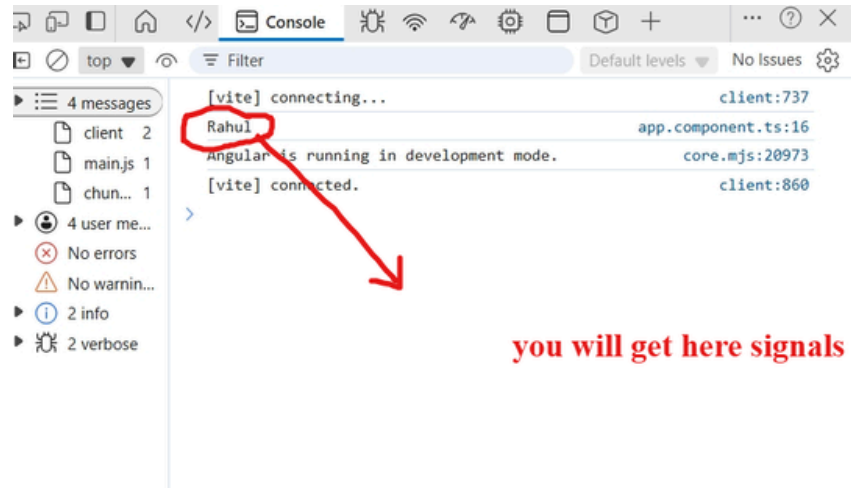 Console
top
Filter
Default levels
No Issues
4 messages
client 2
main.js 1
chun... 1
4 user me...
No errors
No warnin...
2 info
2 verbose
[vite] connecting... client:737
Rahul app.component.ts:16
Angular is running in development mode. core.mjs:20973
[vite] connected. client:860
you will get here signals